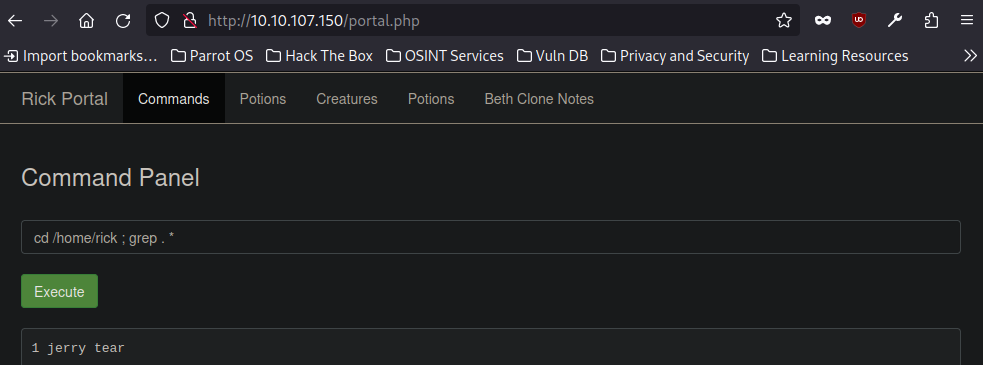 http://10.10.107.150/portal.php
Import bookmarks... Parrot OS Hack The Box OSINT Services Vuln DB Privacy and Security Learning Resources
Rick Portal Commands Potions Creatures Potions Beth Clone Notes
Command Panel
cd /home/rick ; grep . *
Execute
1 jerry tear